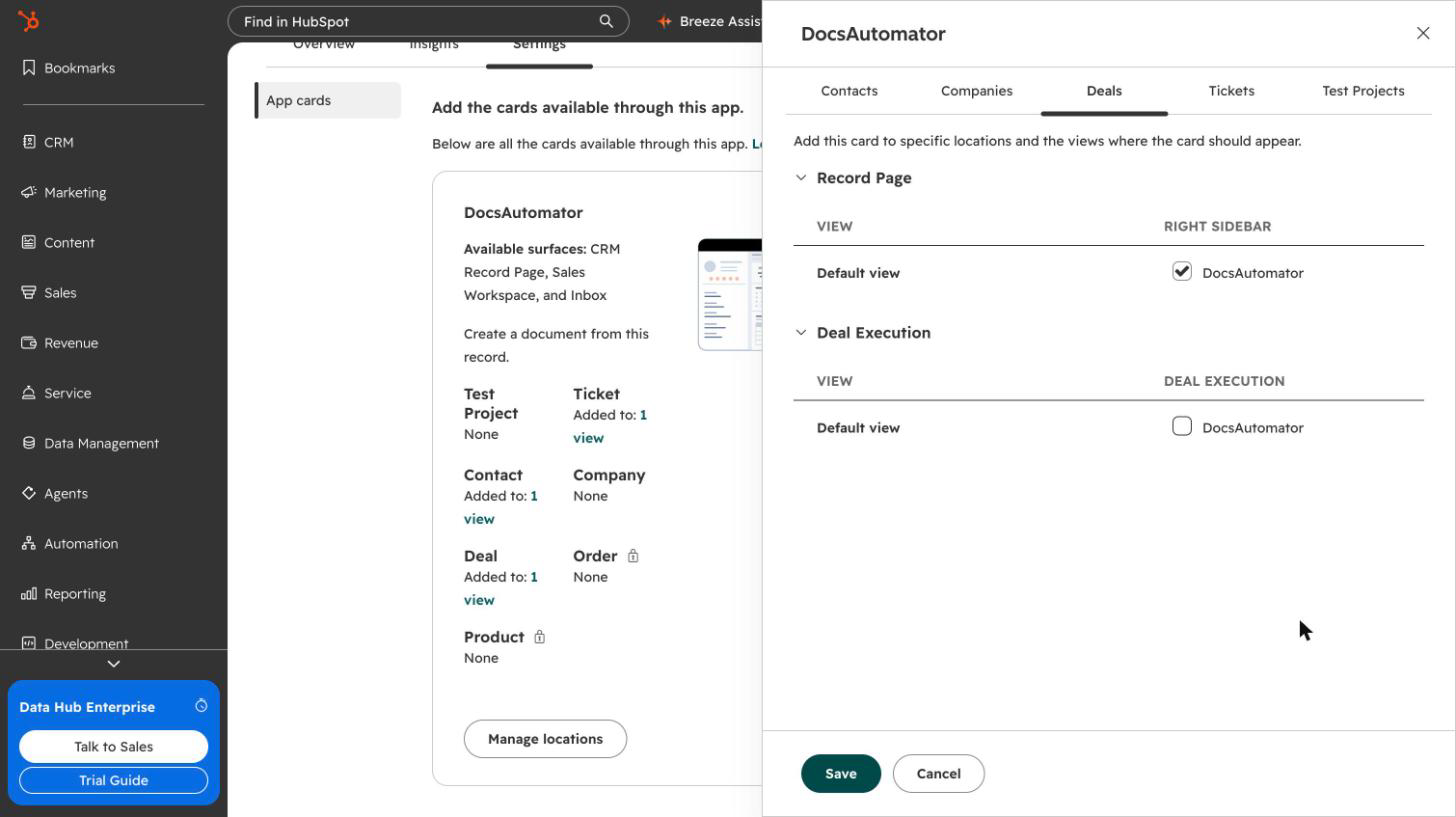 Find in HubSpot
Breeze Assis
Bookmarks
CRM
Marketing
Content
Sales
Revenue
Service
Data Management
Agents
Automation
Reporting
Development
Data Hub Enterprise
Talk to Sales
Trial Guide
Overview
Insights
Settings
App cards
Add the cards available through this app.
Below are all the cards available through this app. L
DocsAutomator
Available surfaces: CRM
Record Page, Sales
Workspace, and Inbox
Create a document from this
record.
Test
Project
None
Ticket
Added to: 1
view
Contact
Added to: 1
view
Company
None
Deal
Added to: 1
view
Order
None
Product
None
Manage locations
DocsAutomator
Contacts
Companies
Deals
Tickets
Test Projects
Add this card to specific locations and the views where the card should appear.
Record Page
VIEW
RIGHT SIDEBAR
Default view
DocsAutomator
Deal Execution
VIEW
DEAL EXECUTION
Default view
DocsAutomator
Save
Cancel